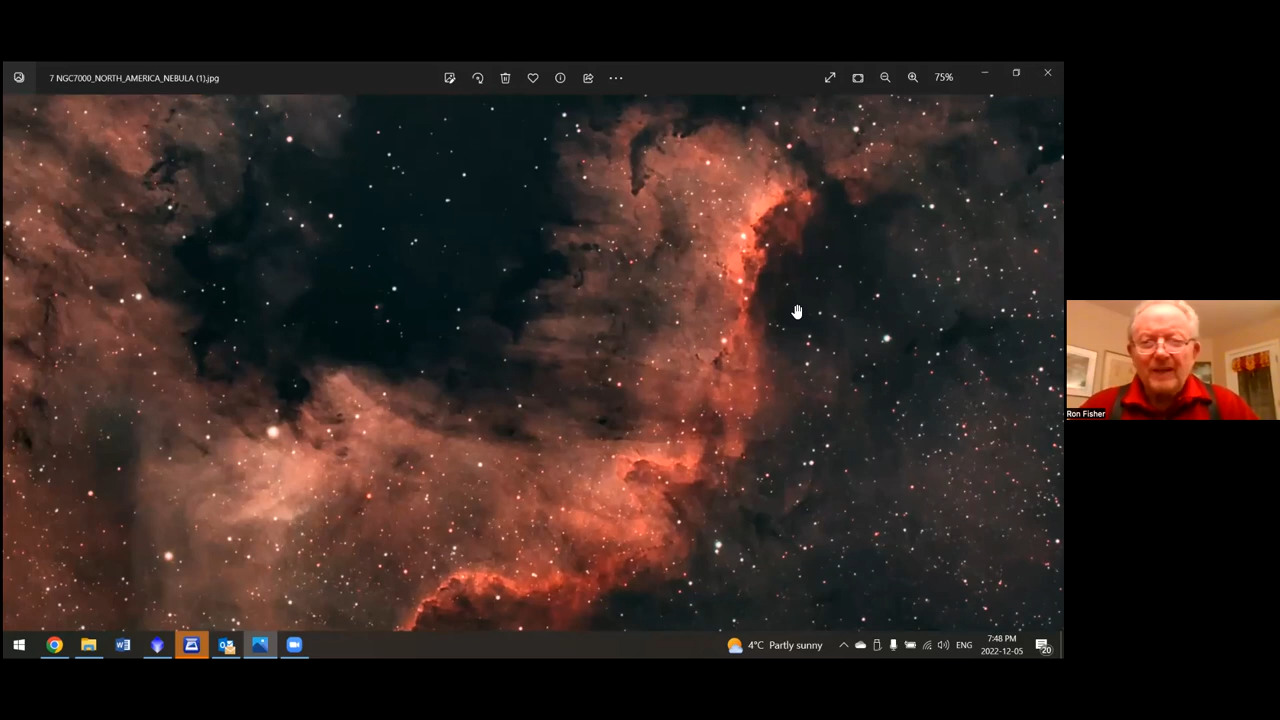 7 NGC7000_NORTH_AMERICA_NEBULA (1).jpg
75%
Ron Fisher
4°C Partly sunny
ENG
7:48 PM
2022-12-05
20